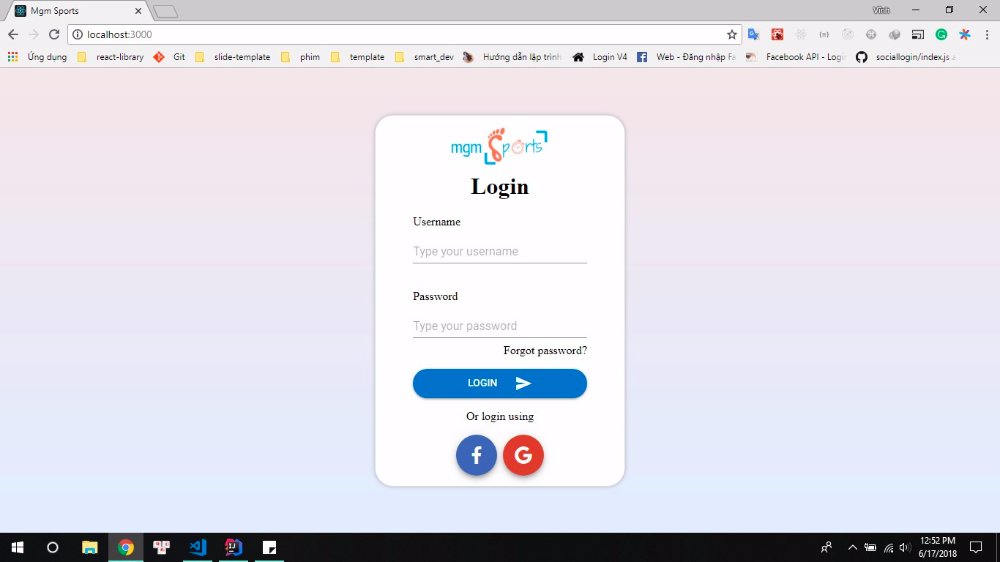 Mgm Sports
Vĩnh
localhost:3000
Ứng dụng react-library Git slide-template phim template smart_dev Hướng dẫn lập trình Login V4 Web - Đăng nhập Fa Facebook API - Login sociallogin/index.js a
mgm Sports
Login
Username
Type your username
Password
Type your password
Forgot password?
LOGIN
Or login using
f G
12:52 PM
6/17/2018